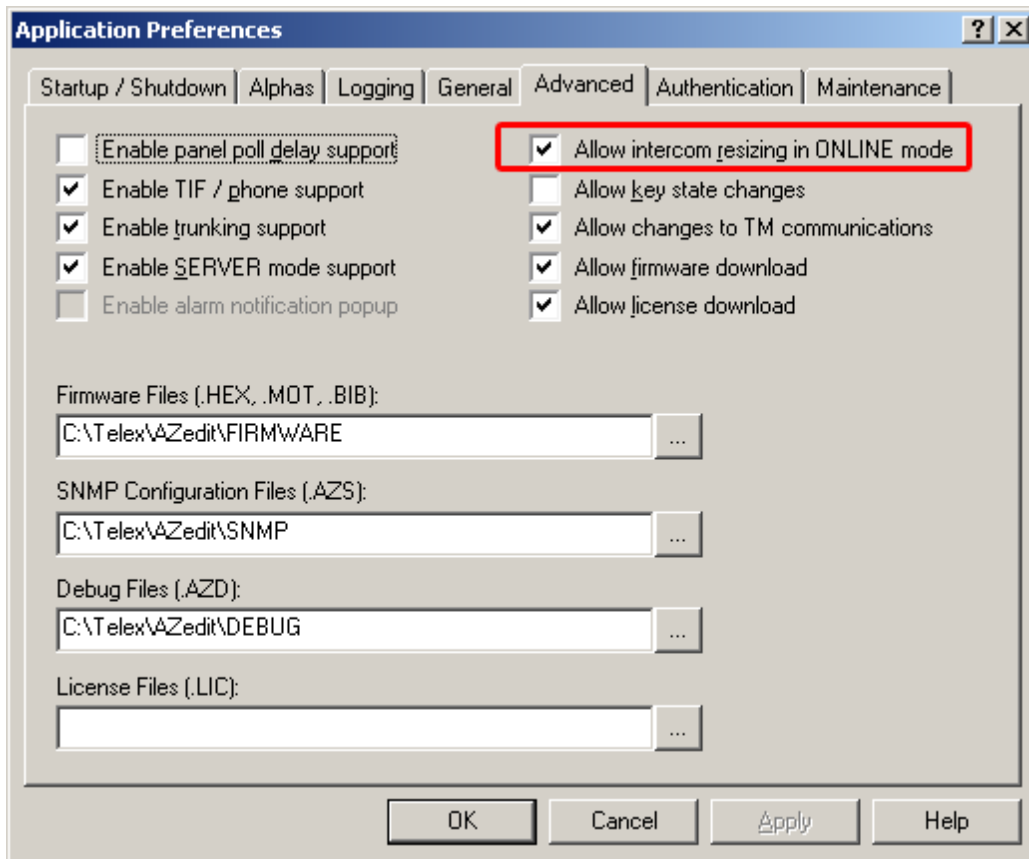 Application Preferences
Startup / Shutdown Alphas Logging General Advanced Authentication Maintenance
Enable panel poll delay support
Enable TIF / phone support
Enable trunking support
Enable SERVER mode support
Enable alarm notification popup
Allow intercom resizing in ONLINE mode
Allow key state changes
Allow changes to TM communications
Allow firmware download
Allow license download
Firmware Files (.HEX, .MOT, .BIB):
C:\Telex\AZedit\FIRMWARE
...
SNMP Configuration Files (.AZS):
C:\Telex\AZedit\SNMP
...
Debug Files (.AZD):
C:\Telex\AZedit\DEBUG
...
License Files (.LIC):
...
OK Cancel Apply Help